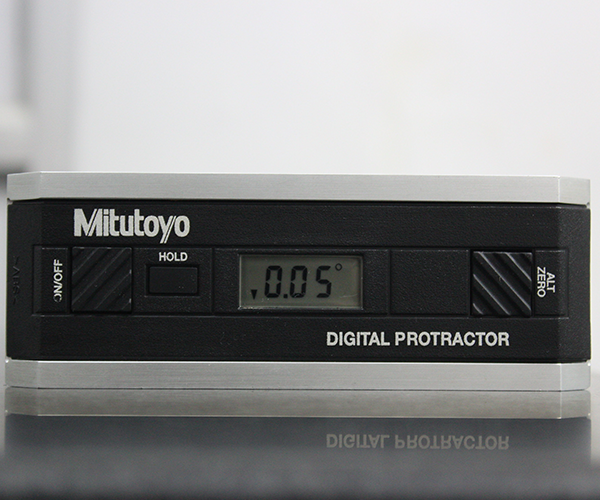 Mitutoyo
HOLD
ON/OFF
0.05°
ALT
ZERO
DIGITAL PROTRACTOR